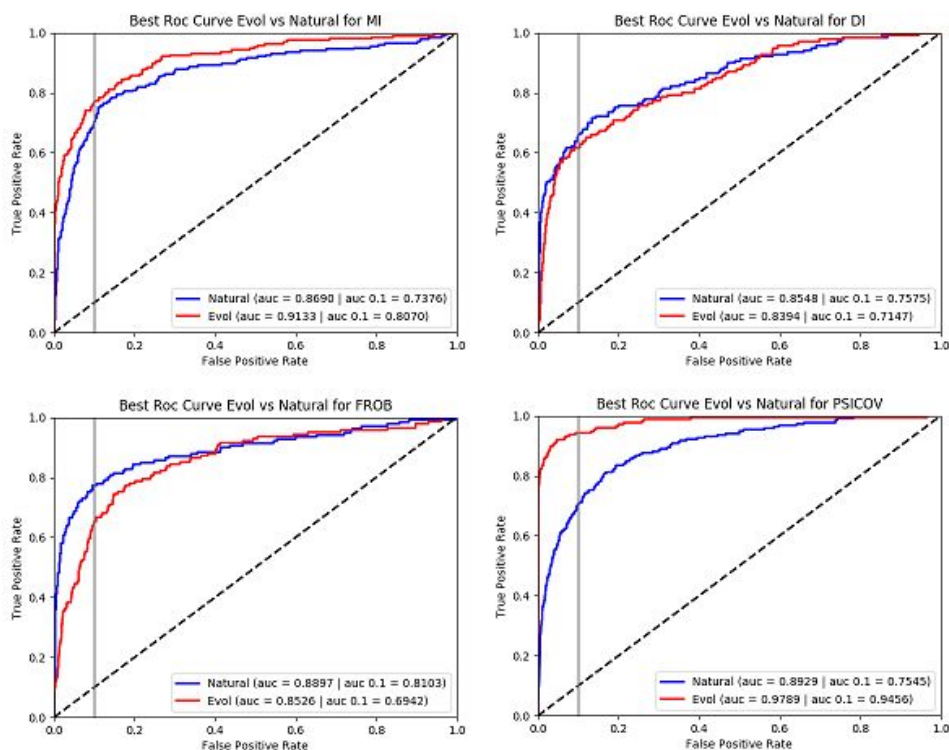 Best Roc Curve Evol vs Natural for MI
1.0
0.8
0.6
0.4
0.2
0.0
True Positive Rate
Natural (auc = 0.8690 | auc 0.1 = 0.7376)
Evol (auc = 0.9133 | auc 0.1 = 0.8070)
0.0 0.2 0.4 0.6 0.8 1.0
False Positive Rate
Best Roc Curve Evol vs Natural for DI
1.0
0.8
0.6
0.4
0.2
0.0
True Positive Rate
Natural (auc = 0.8548 | auc 0.1 = 0.7575)
Evol (auc = 0.8394 | auc 0.1 = 0.7147)
0.0 0.2 0.4 0.6 0.8 1.0
False Positive Rate
Best Roc Curve Evol vs Natural for FROB
1.0
0.8
0.6
0.4
0.2
0.0
True Positive Rate
Natural (auc = 0.8897 | auc 0.1 = 0.8103)
Evol (auc = 0.8526 | auc 0.1 = 0.6942)
0.0 0.2 0.4 0.6 0.8 1.0
False Positive Rate
Best Roc Curve Evol vs Natural for PSICOV
1.0
0.8
0.6
0.4
0.2
0.0
True Positive Rate
Natural (auc = 0.8929 | auc 0.1 = 0.7545)
Evol (auc = 0.9789 | auc 0.1 = 0.9456)
0.0 0.2 0.4 0.6 0.8 1.0
False Positive Rate